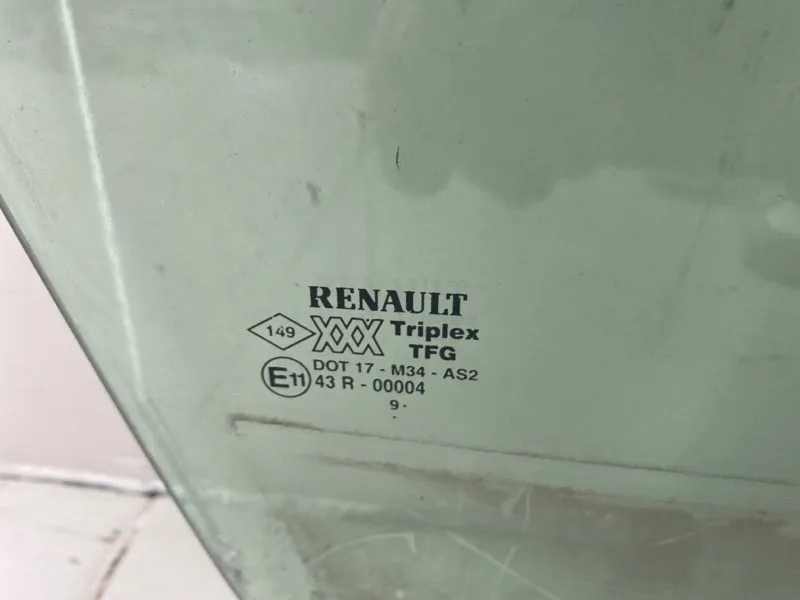 RENAULT
149 XXX Triplex
TFG
DOT 17 - M34 - AS2
E11 43 R - 00004
9 .
.